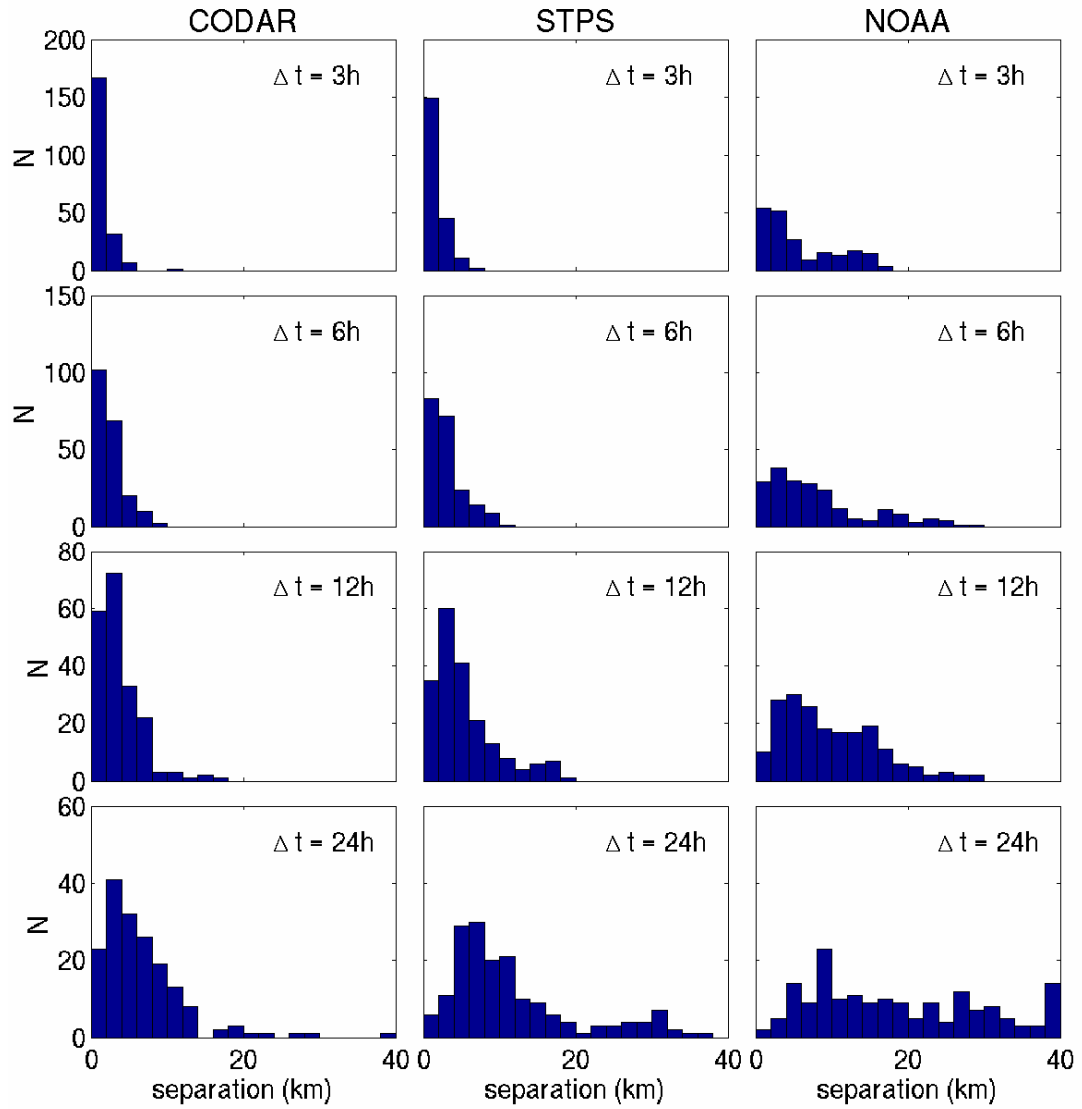 CODAR STPS NOAA
200
150
100
50
0
N
Δ t = 3h
Δ t = 3h
Δ t = 3h
150
100
50
0
N
Δ t = 6h
Δ t = 6h
Δ t = 6h
80
60
40
20
0
N
Δ t = 12h
Δ t = 12h
Δ t = 12h
60
40
20
0
N
Δ t = 24h
Δ t = 24h
Δ t = 24h
0 20 40 0 20 40 0 20 40
separation (km) separation (km) separation (km)